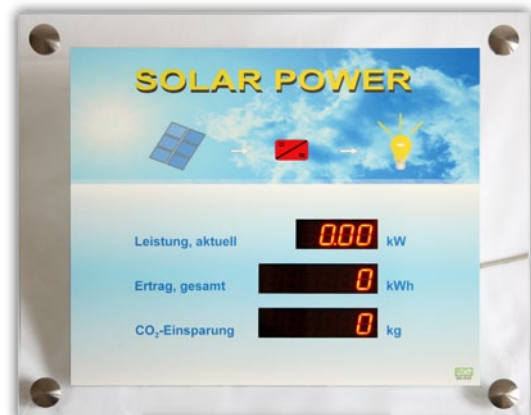 SOLAR POWER
Leistung, aktuell 0.00 kW
Ertrag, gesamt 0 kWh
CO₂-Einsparung 0 kg